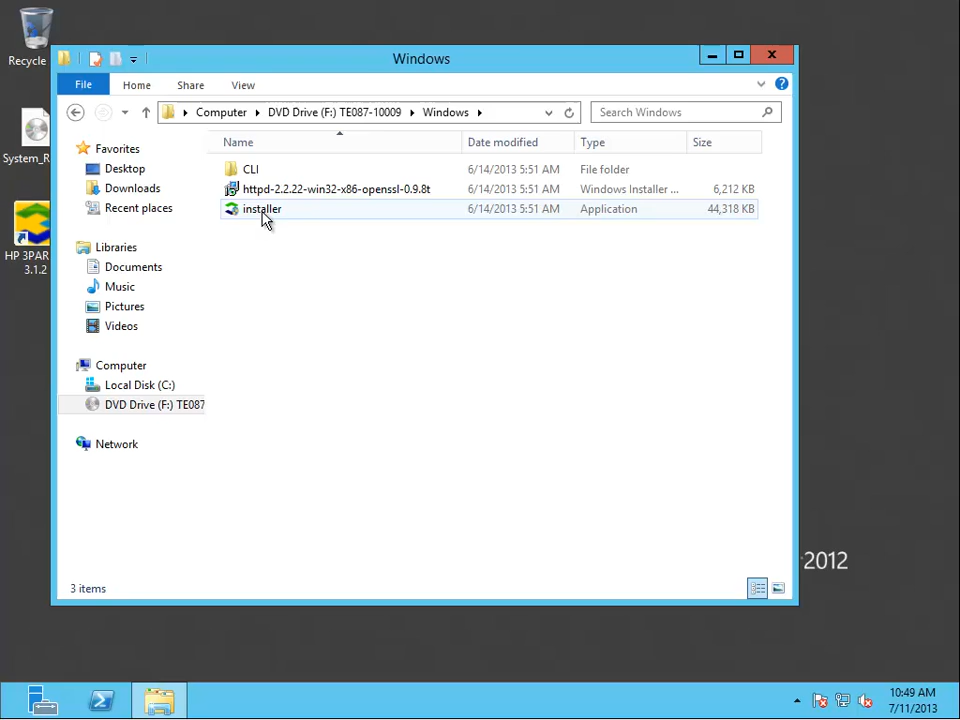 Recycle
System_R
HP 3PAR
3.1.2
Windows
File
Home
Share
View
Computer
DVD Drive (F:) TE087-10009
Windows
Search Windows
Name
Date modified
Type
Size
CLI
6/14/2013 5:51 AM
File folder
httpd-2.2.22-win32-x86-openssl-0.9.8t
6/14/2013 5:51 AM
Windows Installer ...
6,212 KB
installer
6/14/2013 5:51 AM
Application
44,318 KB
Favorites
Desktop
Downloads
Recent places
Libraries
Documents
Music
Pictures
Videos
Computer
Local Disk (C:)
DVD Drive (F:) TE087
Network
3 items
2012
10:49 AM
7/11/2013